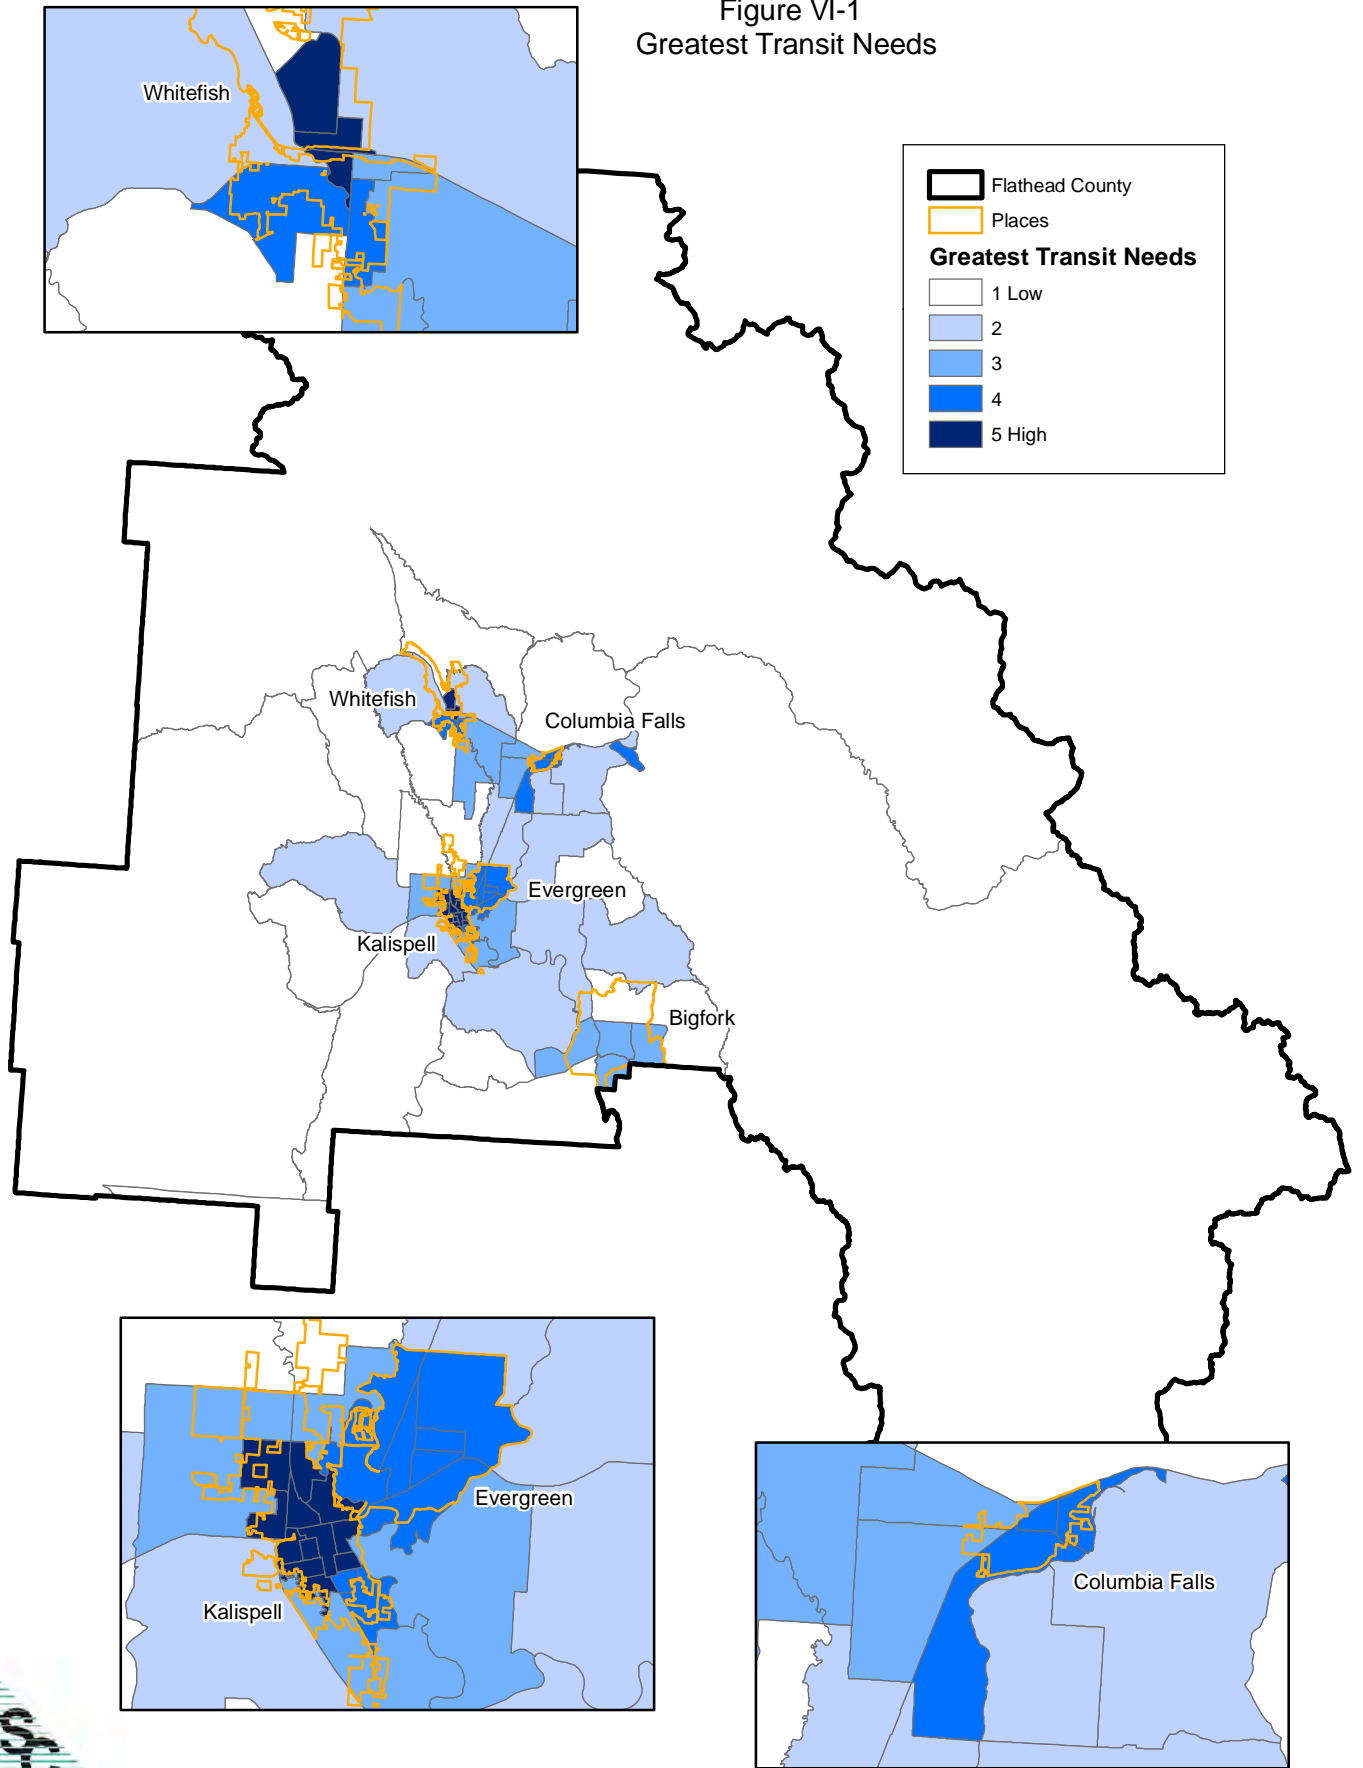 Figure VI-1
Greatest Transit Needs
Whitefish
Flathead County
Places
Greatest Transit Needs
1 Low
2
3
4
5 High
Whitefish
Columbia Falls
Evergreen
Kalispell
Bigfork
Evergreen
Kalispell
Columbia Falls